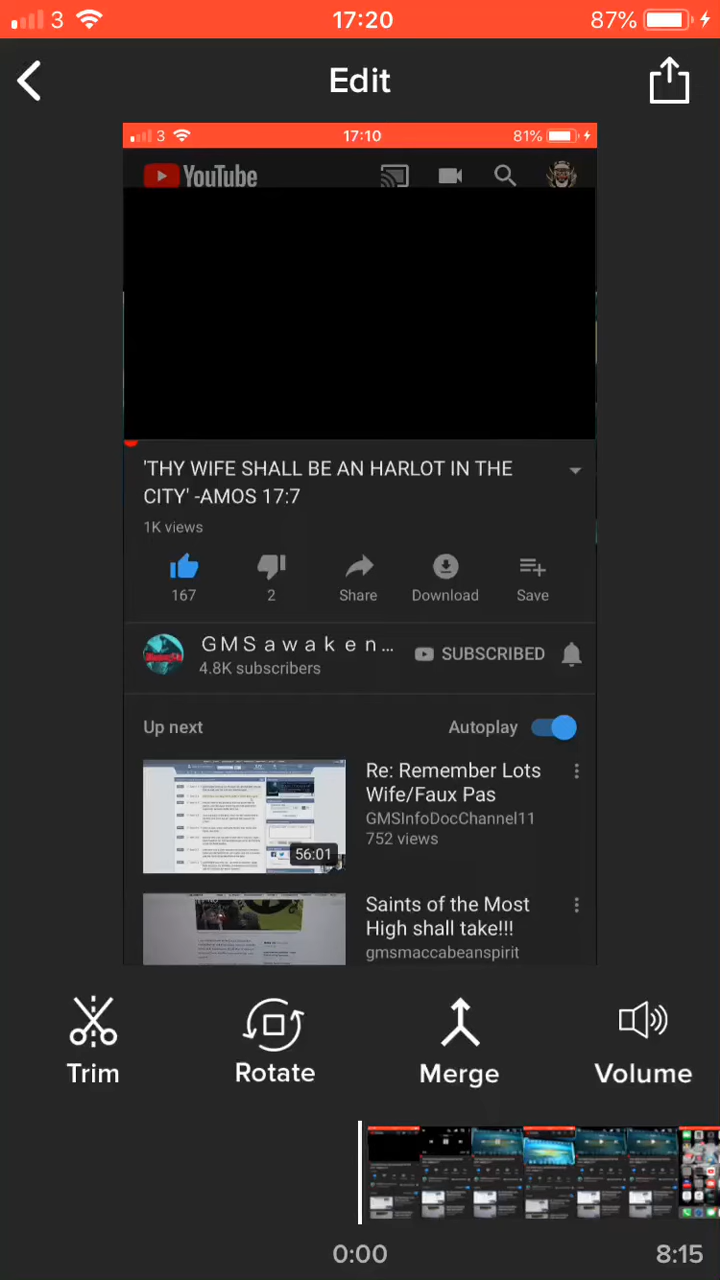 3 17:20 87%
Edit
3 17:10 81%
YouTube
'THY WIFE SHALL BE AN HARLOT IN THE
CITY' -AMOS 17:7
1K views
167 2 Share Download Save
GMSawaken...
4.8K subscribers
SUBSCRIBED
Up next Autoplay
56:01
Re: Remember Lots
Wife/Faux Pas
GMSInfoDocChannel11
752 views
Saints of the Most
High shall take!!!
gmsmaccabeanspirit
Trim Rotate Merge Volume
0:00 8:15